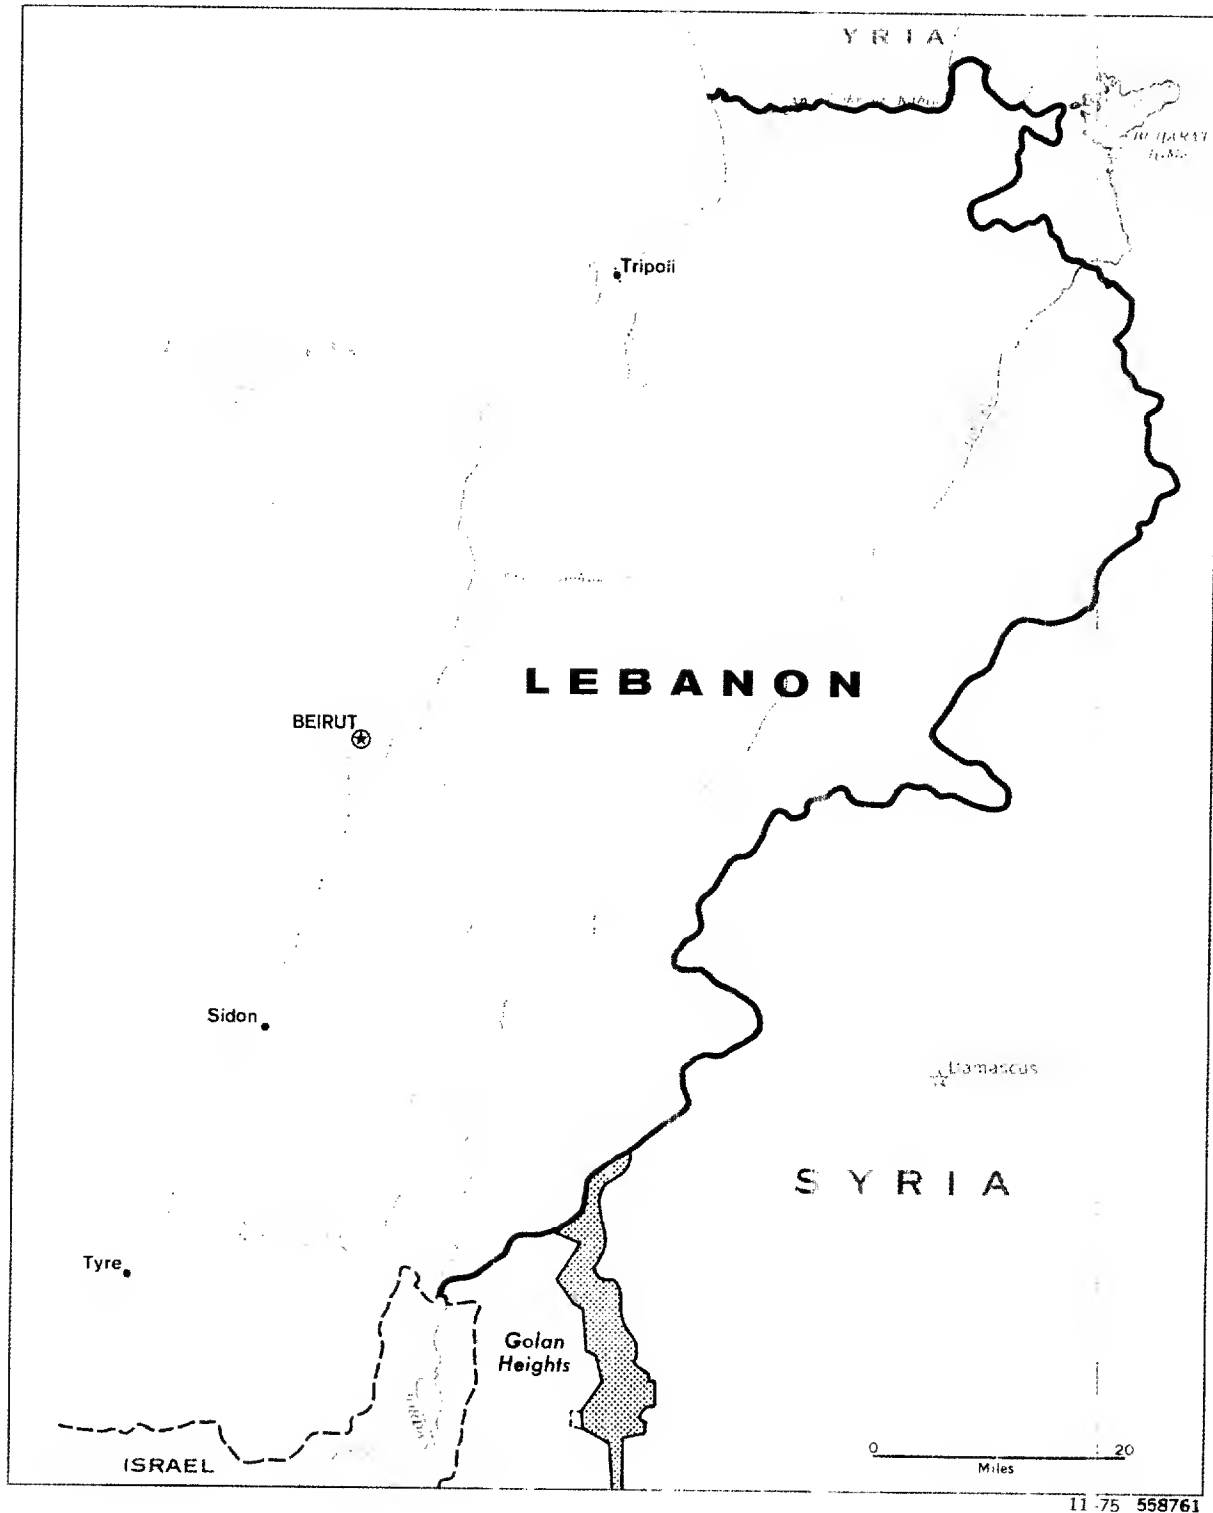 YRIA
Tripoli
LEBANON
BEIRUT
Sidon
Damascus
SYRIA
Tyre
Golan
Heights
ISRAEL
0 20
Miles
11-75 558761